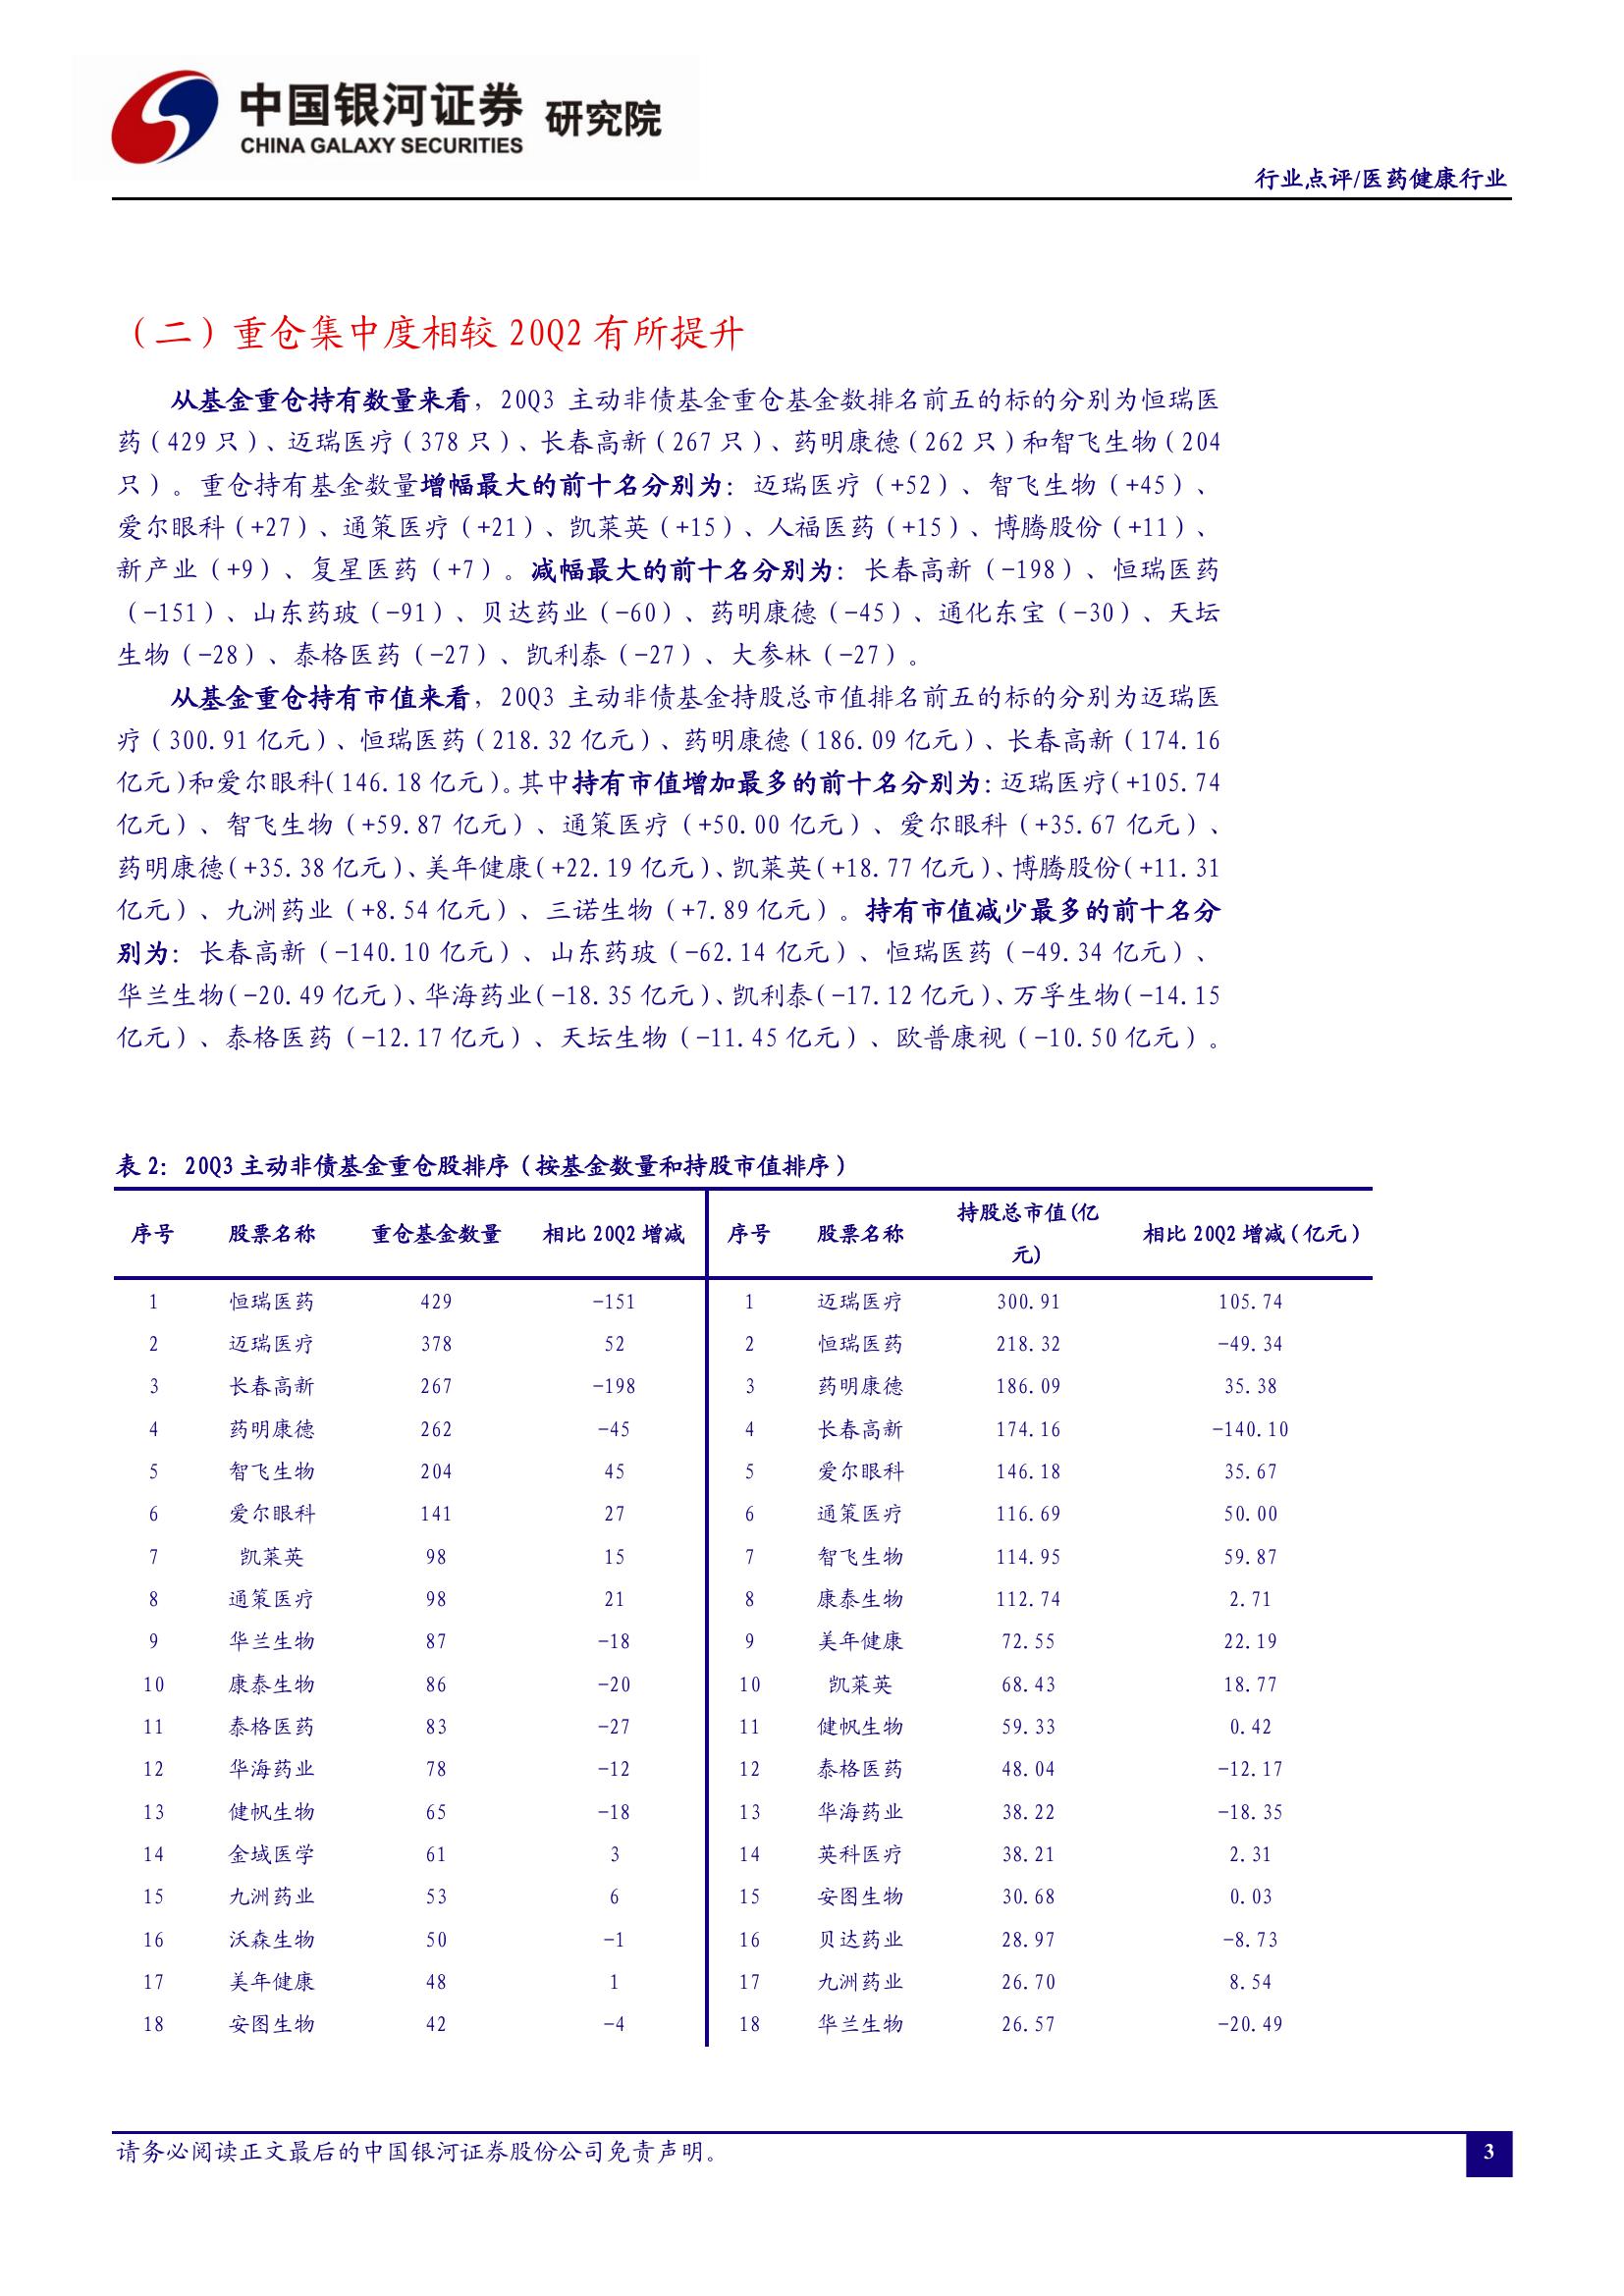 中国银河证券 研究院
CHINA GALAXY SECURITIES
行业点评/医药健康行业
（二）重仓集中度相较 20Q2 有所提升
从基金重仓持有数量来看，20Q3 主动非债基金重仓基金数排名前五的标的分别为恒瑞医
药（429 只）、迈瑞医疗（378 只）、长春高新（267 只）、药明康德（262 只）和智飞生物（204
只）。重仓持有基金数量增幅最大的前十名分别为：迈瑞医疗（+52）、智飞生物（+45）、
爱尔眼科（+27）、通策医疗（+21）、凯莱英（+15）、人福医药（+15）、博腾股份（+11）、
新产业（+9）、复星医药（+7）。减幅最大的前十名分别为：长春高新（-198）、恒瑞医药
（-151）、山东药玻（-91）、贝达药业（-60）、药明康德（-45）、通化东宝（-30）、天坛
生物（-28）、泰格医药（-27）、凯利泰（-27）、大参林（-27）。
从基金重仓持有市值来看，20Q3 主动非债基金持股总市值排名前五的标的分别为迈瑞医
疗（300.91 亿元）、恒瑞医药（218.32 亿元）、药明康德（186.09 亿元）、长春高新（174.16
亿元）和爱尔眼科（146.18 亿元）。其中持有市值增加最多的前十名分别为：迈瑞医疗（+105.74
亿元）、智飞生物（+59.87 亿元）、通策医疗（+50.00 亿元）、爱尔眼科（+35.67 亿元）、
药明康德（+35.38 亿元）、美年健康（+22.19 亿元）、凯莱英（+18.77 亿元）、博腾股份（+11.31
亿元）、九洲药业（+8.54 亿元）、三诺生物（+7.89 亿元）。持有市值减少最多的前十名分
别为：长春高新（-140.10 亿元）、山东药玻（-62.14 亿元）、恒瑞医药（-49.34 亿元）、
华兰生物（-20.49 亿元）、华海药业（-18.35 亿元）、凯利泰（-17.12 亿元）、万孚生物（-14.15
亿元）、泰格医药（-12.17 亿元）、天坛生物（-11.45 亿元）、欧普康视（-10.50 亿元）。
表 2：20Q3 主动非债基金重仓股排序（按基金数量和持股市值排序）
序号 股票名称 重仓基金数量 相比 20Q2 增减 序号 股票名称 持股总市值(亿元) 相比 20Q2 增减（亿元）
1 恒瑞医药 429 -151 1 迈瑞医疗 300.91 105.74
2 迈瑞医疗 378 52 2 恒瑞医药 218.32 -49.34
3 长春高新 267 -198 3 药明康德 186.09 35.38
4 药明康德 262 -45 4 长春高新 174.16 -140.10
5 智飞生物 204 45 5 爱尔眼科 146.18 35.67
6 爱尔眼科 141 27 6 通策医疗 116.69 50.00
7 凯莱英 98 15 7 智飞生物 114.95 59.87
8 通策医疗 98 21 8 康泰生物 112.74 2.71
9 华兰生物 87 -18 9 美年健康 72.55 22.19
10 康泰生物 86 -20 10 凯莱英 68.43 18.77
11 泰格医药 83 -27 11 健帆生物 59.33 0.42
12 华海药业 78 -12 12 泰格医药 48.04 -12.17
13 健帆生物 65 -18 13 华海药业 38.22 -18.35
14 金域医学 61 3 14 英科医疗 38.21 2.31
15 九洲药业 53 6 15 安图生物 30.68 0.03
16 沃森生物 50 -1 16 贝达药业 28.97 -8.73
17 美年健康 48 1 17 九洲药业 26.70 8.54
18 安图生物 42 -4 18 华兰生物 26.57 -20.49
请务必阅读正文最后的中国银河证券股份公司免责声明。
3